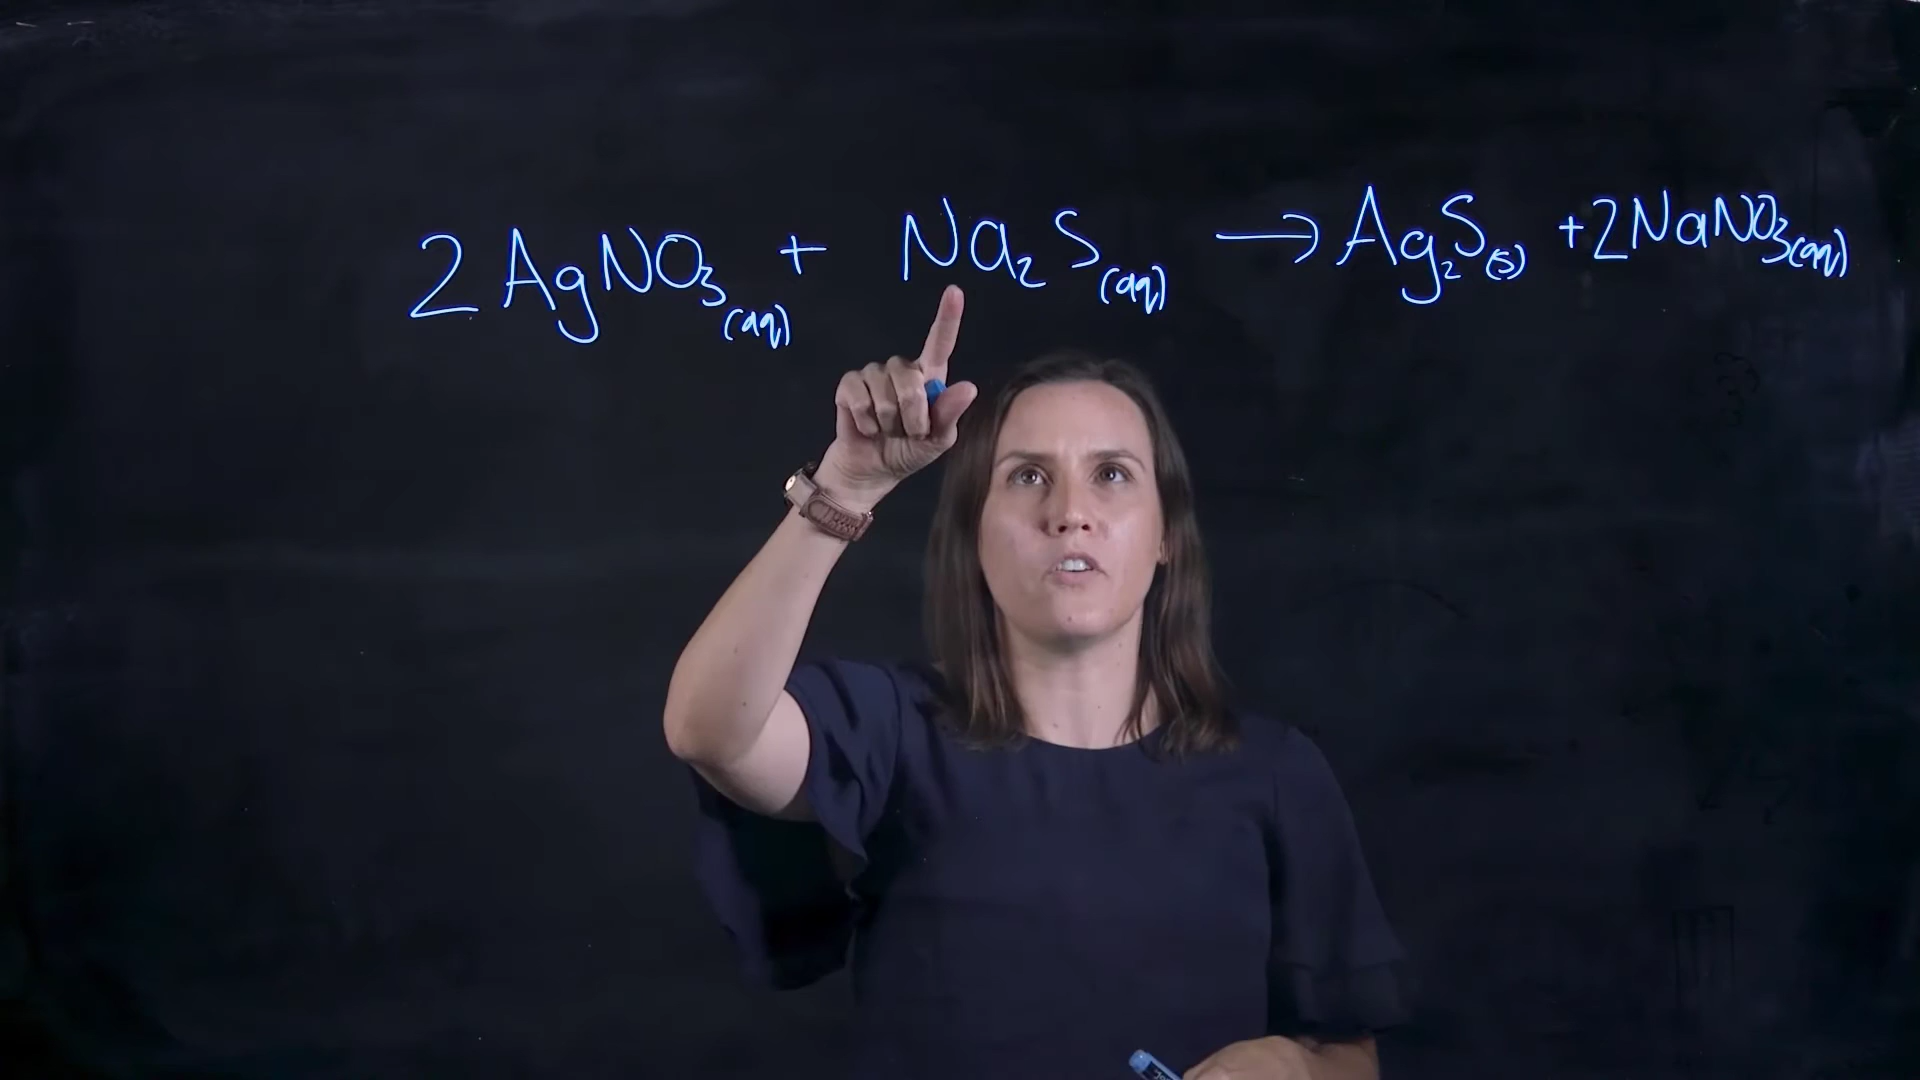 2AgNO₃(aq) + Na₂S(aq) → Ag₂S(s) + 2NaNO₃(aq)